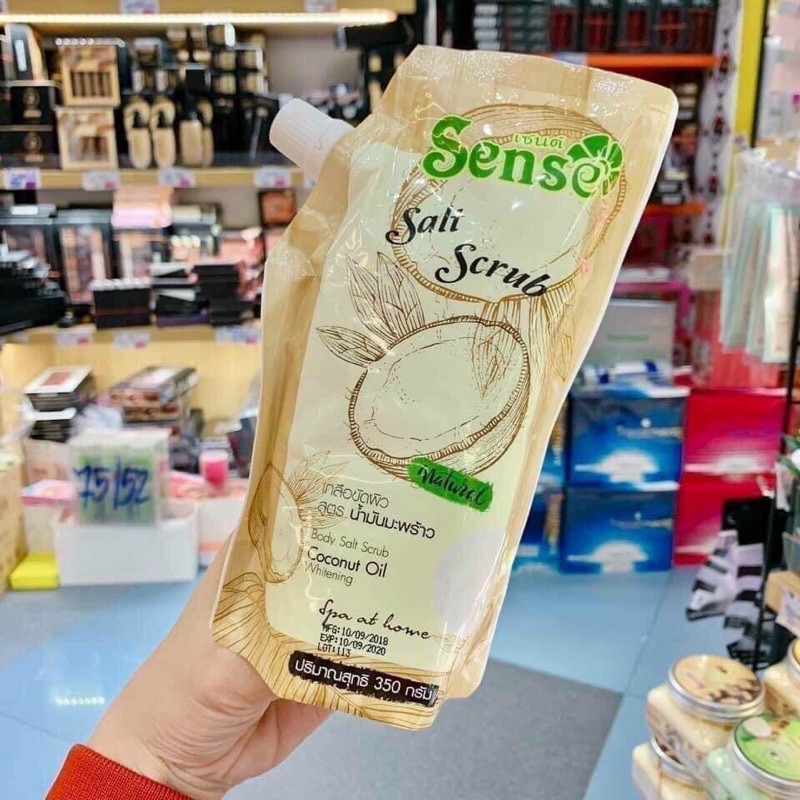 เซนต์
Sense
Salt
Scrub
Natural
เกลือขัดผิว
สูตร น้ำมันมะพร้าว
Body Salt Scrub
Coconut Oil
Whitening
Spa at home
MFG:10/09/2018
EXP:10/09/2020
LOT:113
ปริมาณสุทธิ 350 กรัม
75/52